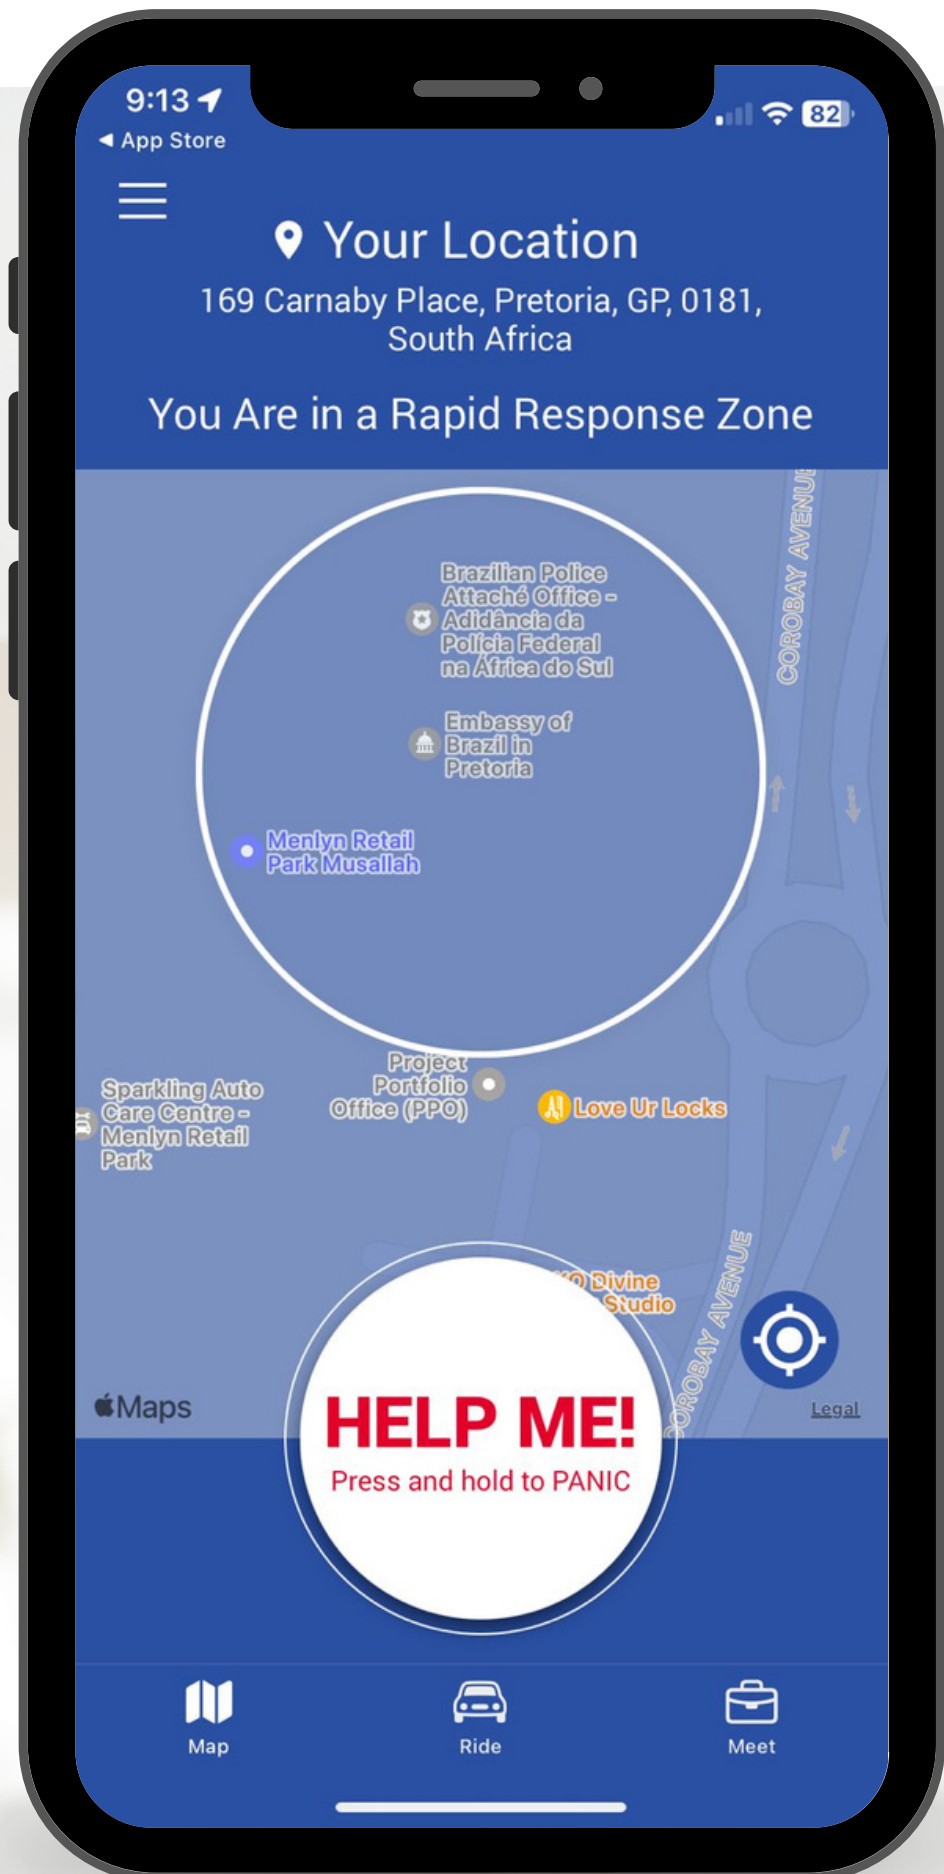 9:13
82
◀ App Store
Your Location
169 Carnaby Place, Pretoria, GP, 0181,
South Africa
You Are in a Rapid Response Zone
COROBAY AVENUE
Brazilian Police
Attaché Office -
Adidância da
Polícia Federal
na África do Sul
Embassy of
Brazil in
Pretoria
Menlyn Retail
Park Musallah
Project
Portfolio
Office (PPO)
Love Ur Locks
Sparkling Auto
Care Centre -
Menlyn Retail
Park
Divine
Studio
COROBAY AVENUE
Maps
Legal
HELP ME!
Press and hold to PANIC
Map
Ride
Meet